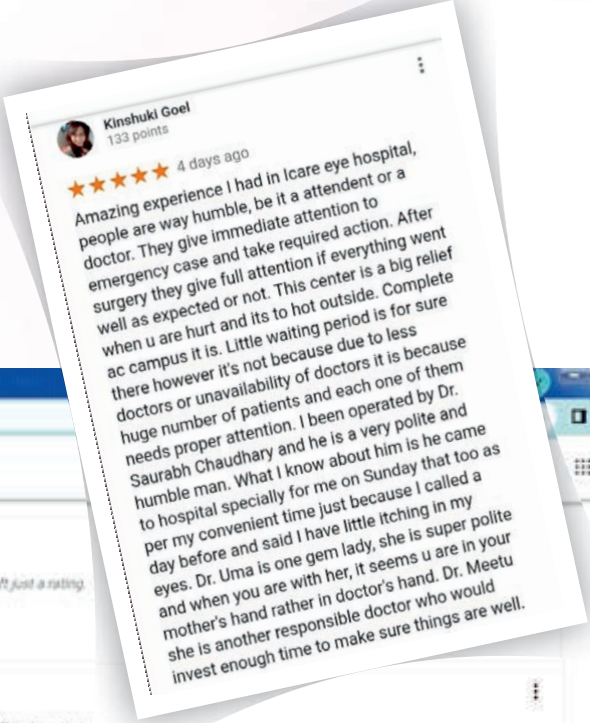 Kinshuki Goel
133 points
4 days ago
Amazing experience I had in Icare eye hospital,
people are way humble, be it a attendent or a
doctor. They give immediate attention to
emergency case and take required action. After
surgery they give full attention if everything went
well as expected or not. This center is a big relief
when u are hurt and its to hot outside. Complete
ac campus it is. Little waiting period is for sure
there however it's not because due to less
doctors or unavailability of doctors it is because
huge number of patients and each one of them
needs proper attention. I been operated by Dr.
Saurabh Chaudhary and he is a very polite and
humble man. What I know about him is he came
to hospital specially for me on Sunday that too as
per my convenient time just because I called a
day before and said I have little itching in my
eyes. Dr. Uma is one gem lady, she is super polite
and when you are with her, it seems u are in your
mother's hand rather in doctor's hand. Dr. Meetu
she is another responsible doctor who would
invest enough time to make sure things are well.
ft just a rating.